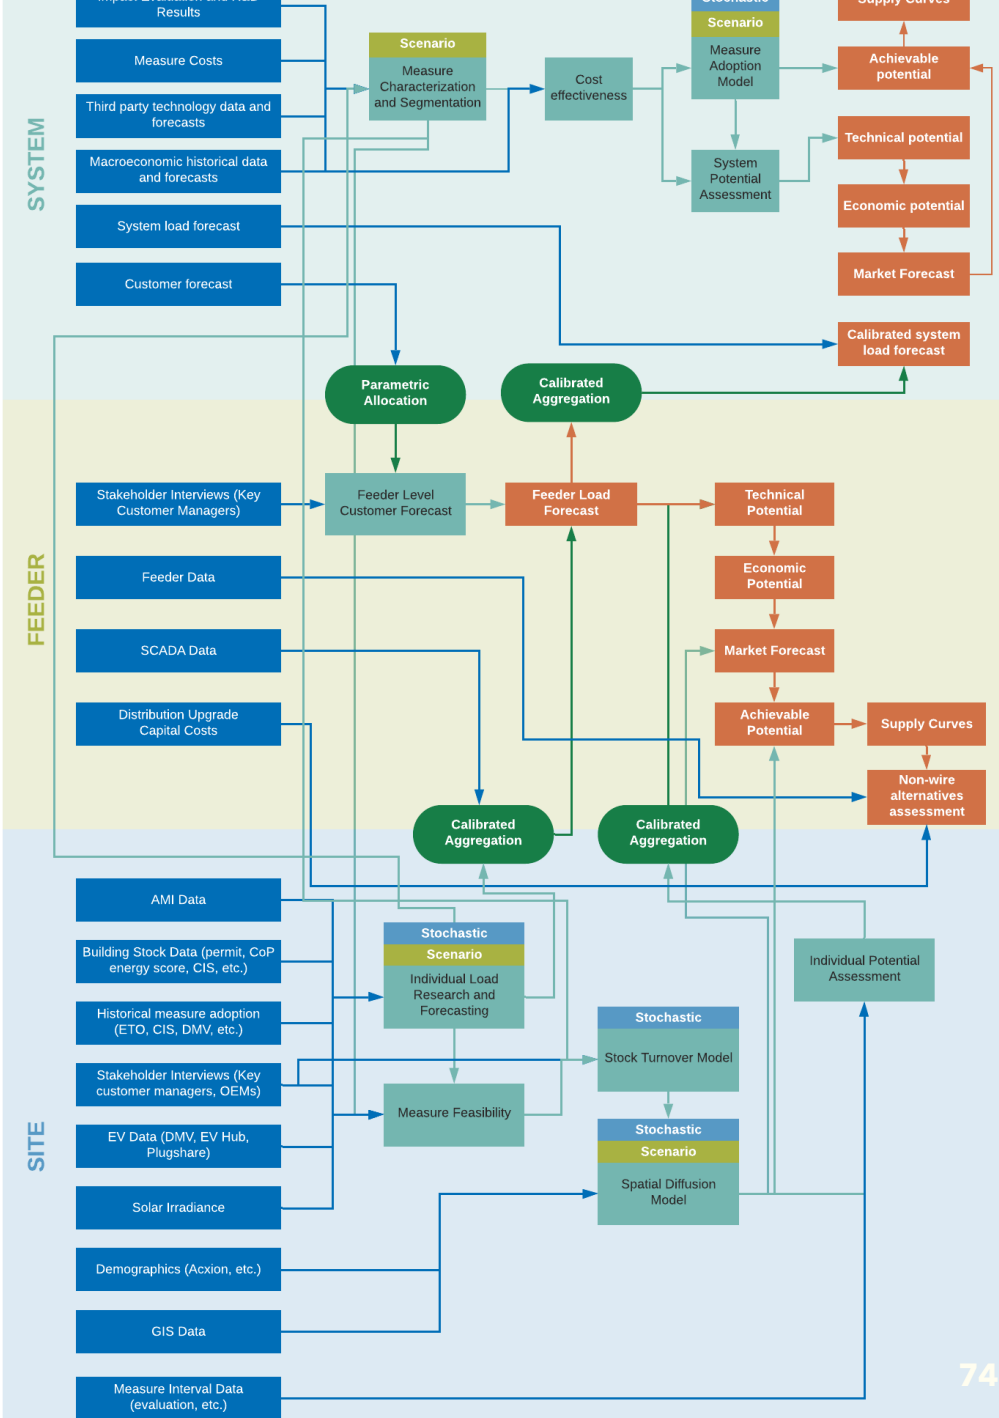 Results
Measure Costs
Third party technology data and
forecasts
Macroeconomic historical data
and forecasts
System load forecast
Customer forecast
SYSTEM
Scenario
Measure
Characterization
and Segmentation
Cost
effectiveness
Stochastic
Scenario
Measure
Adoption
Model
System
Potential
Assessment
Supply Curves
Achievable
potential
Technical potential
Economic potential
Market Forecast
Calibrated system
load forecast
Parametric
Allocation
Calibrated
Aggregation
FEEDER
Stakeholder Interviews (Key
Customer Managers)
Feeder Data
SCADA Data
Distribution Upgrade
Capital Costs
Feeder Level
Customer Forecast
Feeder Load
Forecast
Technical
Potential
Economic
Potential
Market Forecast
Achievable
Potential
Supply Curves
Non-wire
alternatives
assessment
Calibrated
Aggregation
Calibrated
Aggregation
SITE
AMI Data
Building Stock Data (permit, CoP
energy score, CIS, etc.)
Historical measure adoption
(ETO, CIS, DMV, etc.)
Stakeholder Interviews (Key
customer managers, OEMs)
EV Data (DMV, EV Hub,
Plugshare)
Solar Irradiance
Demographics (Acxion, etc.)
GIS Data
Measure Interval Data
(evaluation, etc.)
Stochastic
Scenario
Individual Load
Research and
Forecasting
Measure Feasibility
Stochastic
Stock Turnover Model
Stochastic
Scenario
Spatial Diffusion
Model
Individual Potential
Assessment
74